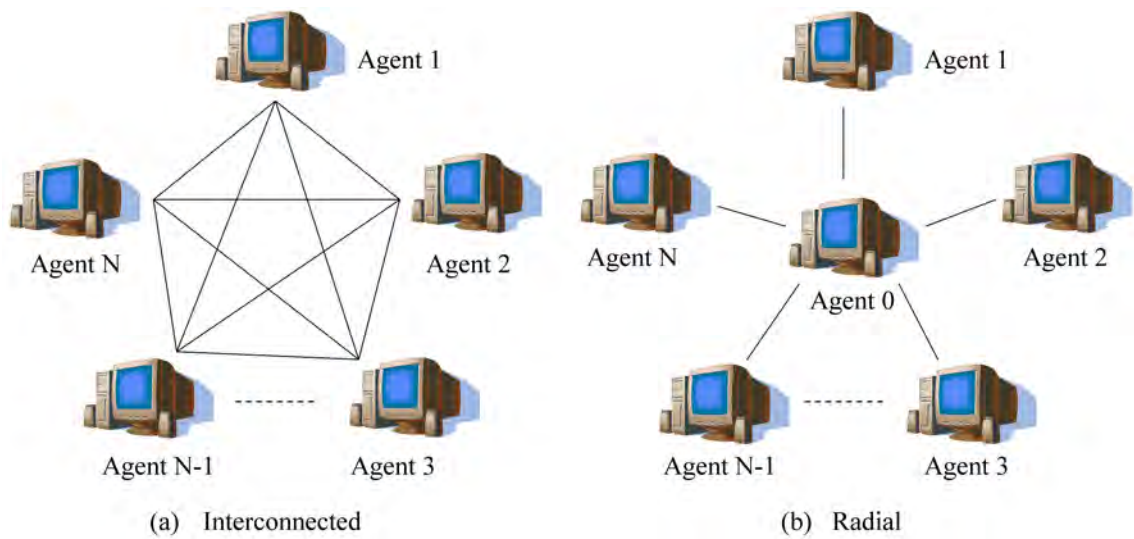 Agent 1
Agent N
Agent 2
Agent N-1
Agent 3
(a) Interconnected
Agent 1
Agent N
Agent 2
Agent 0
Agent N-1
Agent 3
(b) Radial